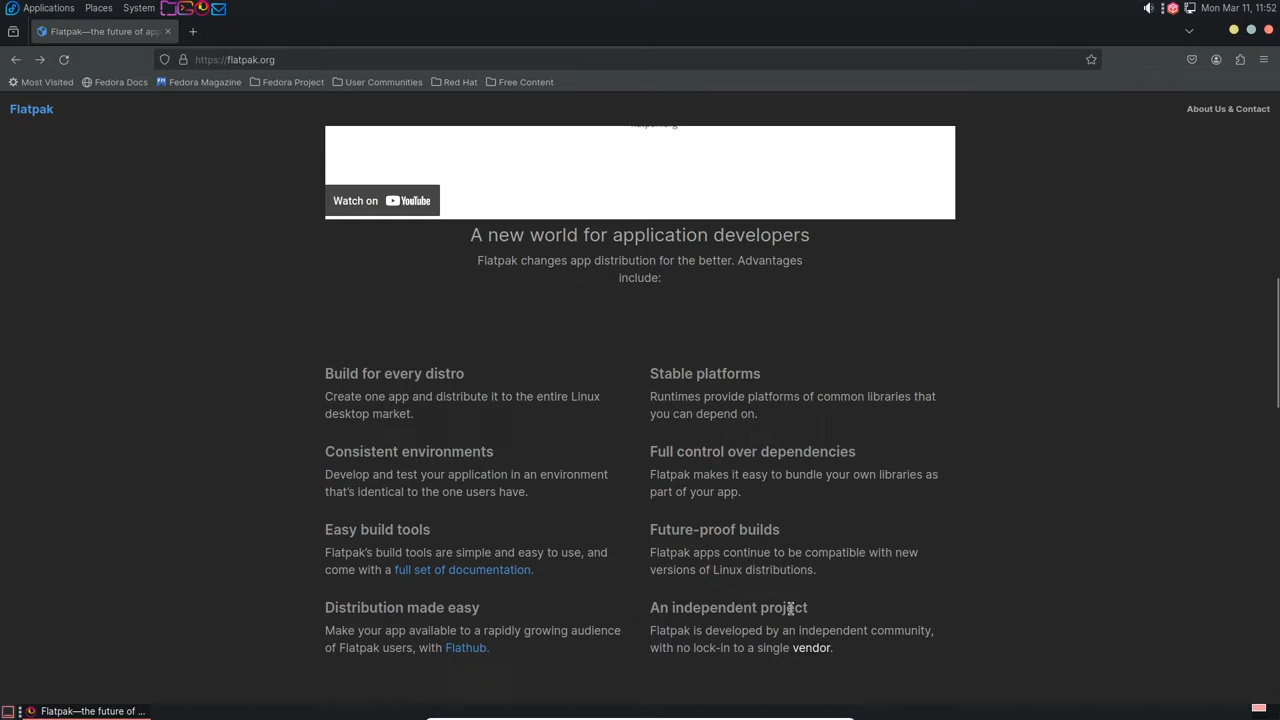 Applications Places System Mon Mar 11, 11:52
Flatpak—the future of app
https://flatpak.org
Most Visited Fedora Docs Fedora Magazine Fedora Project User Communities Red Hat Free Content
Flatpak About Us & Contact
Watch on YouTube
A new world for application developers
Flatpak changes app distribution for the better. Advantages
include:
Build for every distro
Create one app and distribute it to the entire Linux
desktop market.
Stable platforms
Runtimes provide platforms of common libraries that
you can depend on.
Consistent environments
Develop and test your application in an environment
that’s identical to the one users have.
Full control over dependencies
Flatpak makes it easy to bundle your own libraries as
part of your app.
Easy build tools
Flatpak’s build tools are simple and easy to use, and
come with a full set of documentation.
Future-proof builds
Flatpak apps continue to be compatible with new
versions of Linux distributions.
Distribution made easy
Make your app available to a rapidly growing audience
of Flatpak users, with Flathub.
An independent project
Flatpak is developed by an independent community,
with no lock-in to a single vendor.
Flatpak—the future of ...